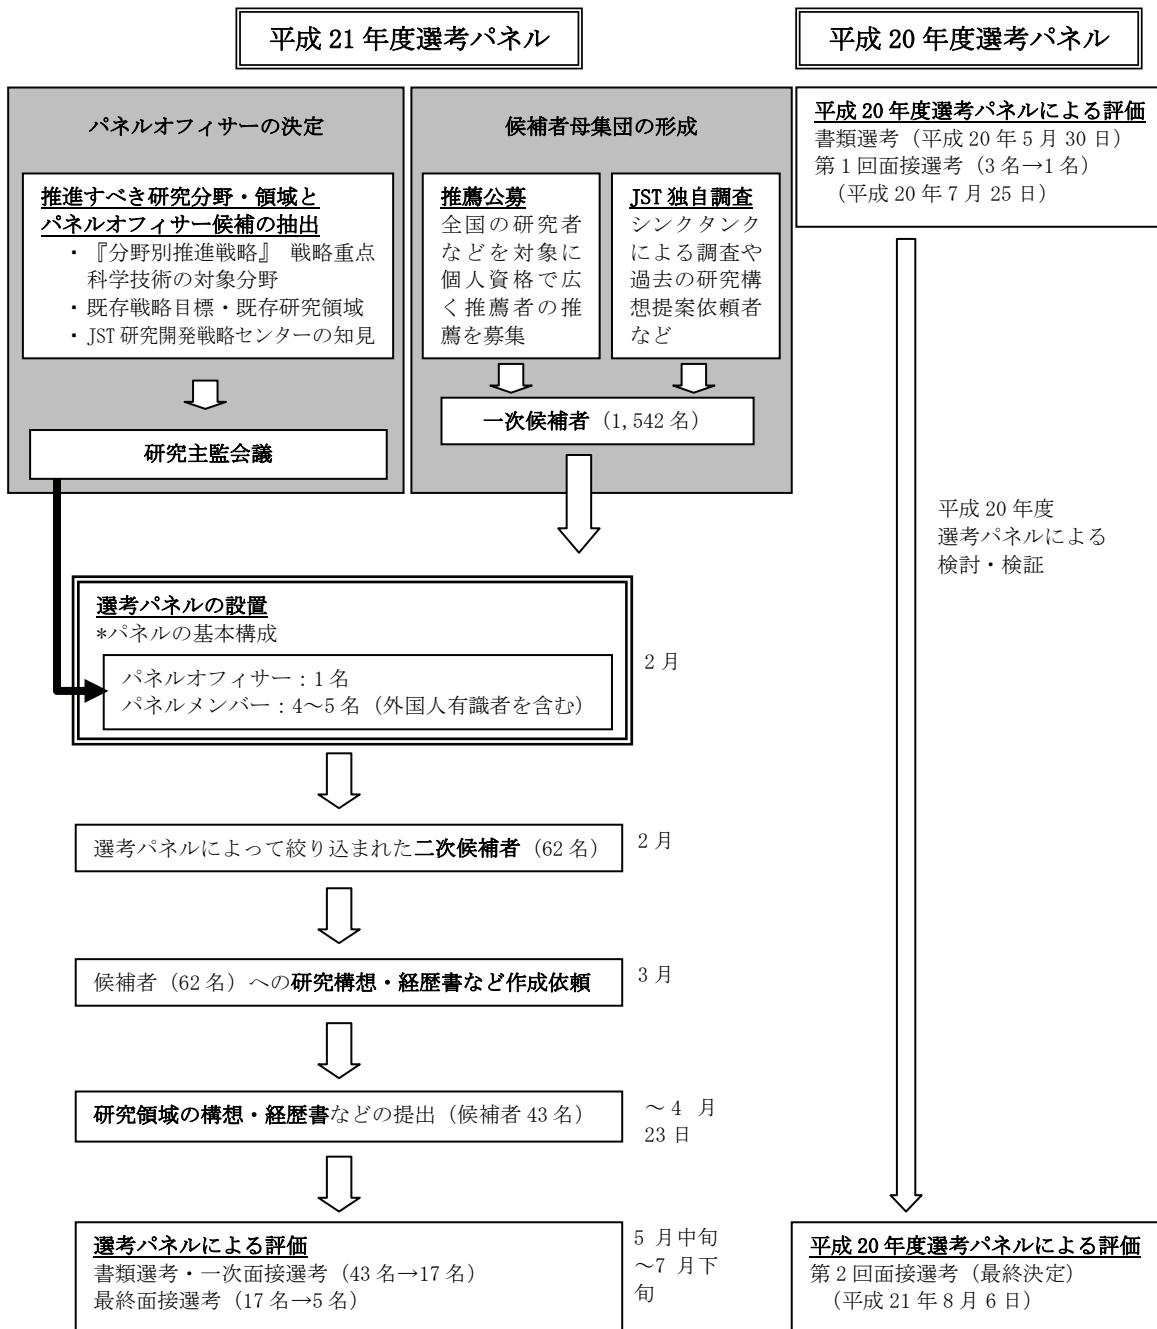 平成 21 年度選考パネル
平成 20 年度選考パネル
パネルオフィサーの決定
推進すべき研究分野・領域と
パネルオフィサー候補の抽出
・『分野別推進戦略』 戦略重点
科学技術の対象分野
・既存戦略目標・既存研究領域
・JST 研究開発戦略センターの知見
研究主監会議
候補者母集団の形成
推薦公募
全国の研究者
などを対象に
個人資格で広
く推薦者の推
薦を募集
JST 独自調査
シンクタンク
による調査や
過去の研究構
想提案依頼者
など
一次候補者（1,542 名）
平成 20 年度選考パネルによる評価
書類選考（平成 20 年 5 月 30 日）
第 1 回面接選考（3 名→1 名）
（平成 20 年 7 月 25 日）
平成 20 年度
選考パネルによる
検討・検証
選考パネルの設置
*パネルの基本構成
パネルオフィサー：1 名
パネルメンバー：4～5 名（外国人有識者を含む）
2 月
選考パネルによって絞り込まれた二次候補者（62 名）
2 月
候補者（62 名）への研究構想・経歴書など作成依頼
3 月
研究領域の構想・経歴書などの提出（候補者 43 名）
～ 4 月
23 日
選考パネルによる評価
書類選考・一次面接選考（43 名→17 名）
最終面接選考（17 名→5 名）
5 月中旬
～7 月下
旬
平成 20 年度選考パネルによる評価
第 2 回面接選考（最終決定）
（平成 21 年 8 月 6 日）